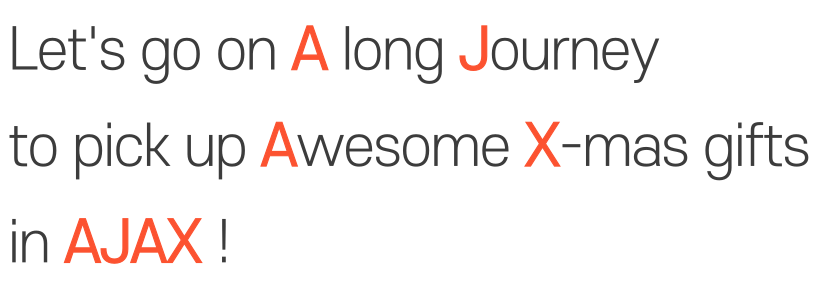 Let's go on A long Journey
to pick up Awesome X-mas gifts
in AJAX !